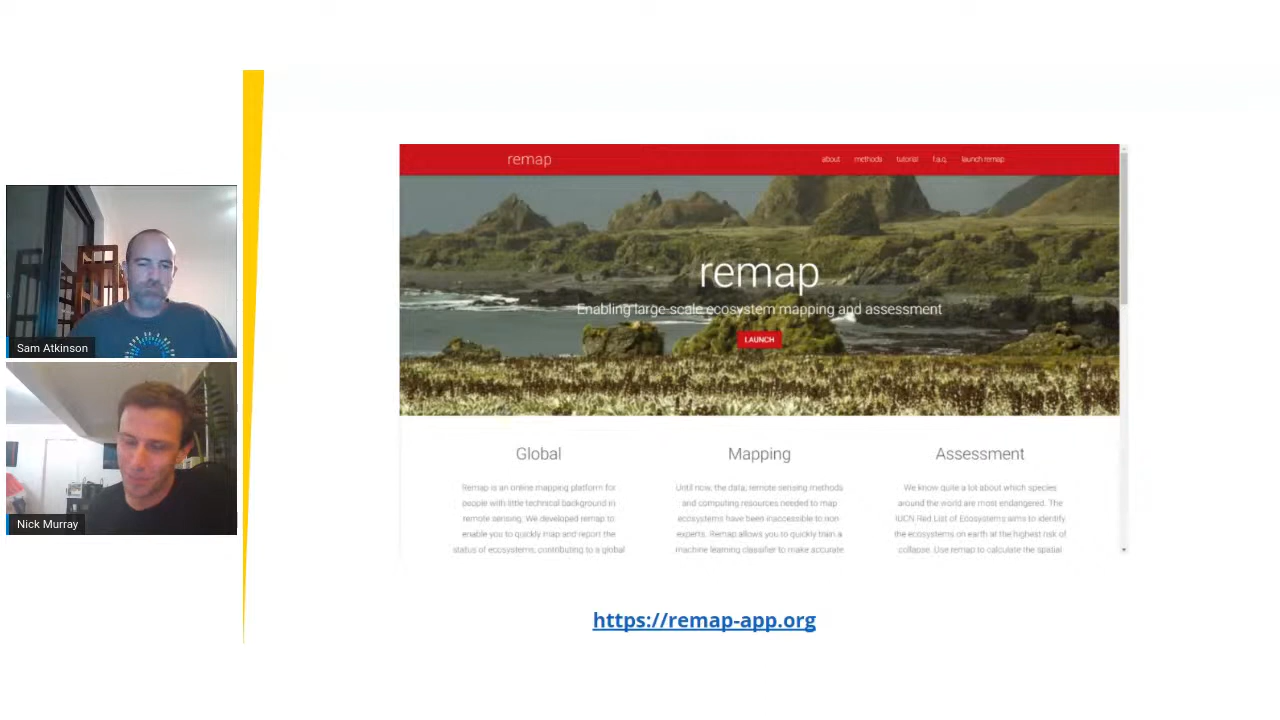 remap
about methods tutorial f.a.q. launch remap
remap
Enabling large-scale ecosystem mapping and assessment
LAUNCH
Sam Atkinson
Nick Murray
Global
Remap is an online mapping platform for
people with little technical background in
remote sensing. We developed remap to
enable you to quickly map and report the
status of ecosystems, contributing to a global
Mapping
Until now, the data, remote sensing methods
and computing resources needed to map
ecosystems have been inaccessible to non
experts. Remap allows you to quickly train a
machine learning classifier to make accurate
Assessment
We know quite a lot about which species
around the world are most endangered. The
IUCN Red List of Ecosystems aims to identify
the ecosystems on earth at the highest risk of
collapse. Use remap to calculate the spatial
https://remap-app.org